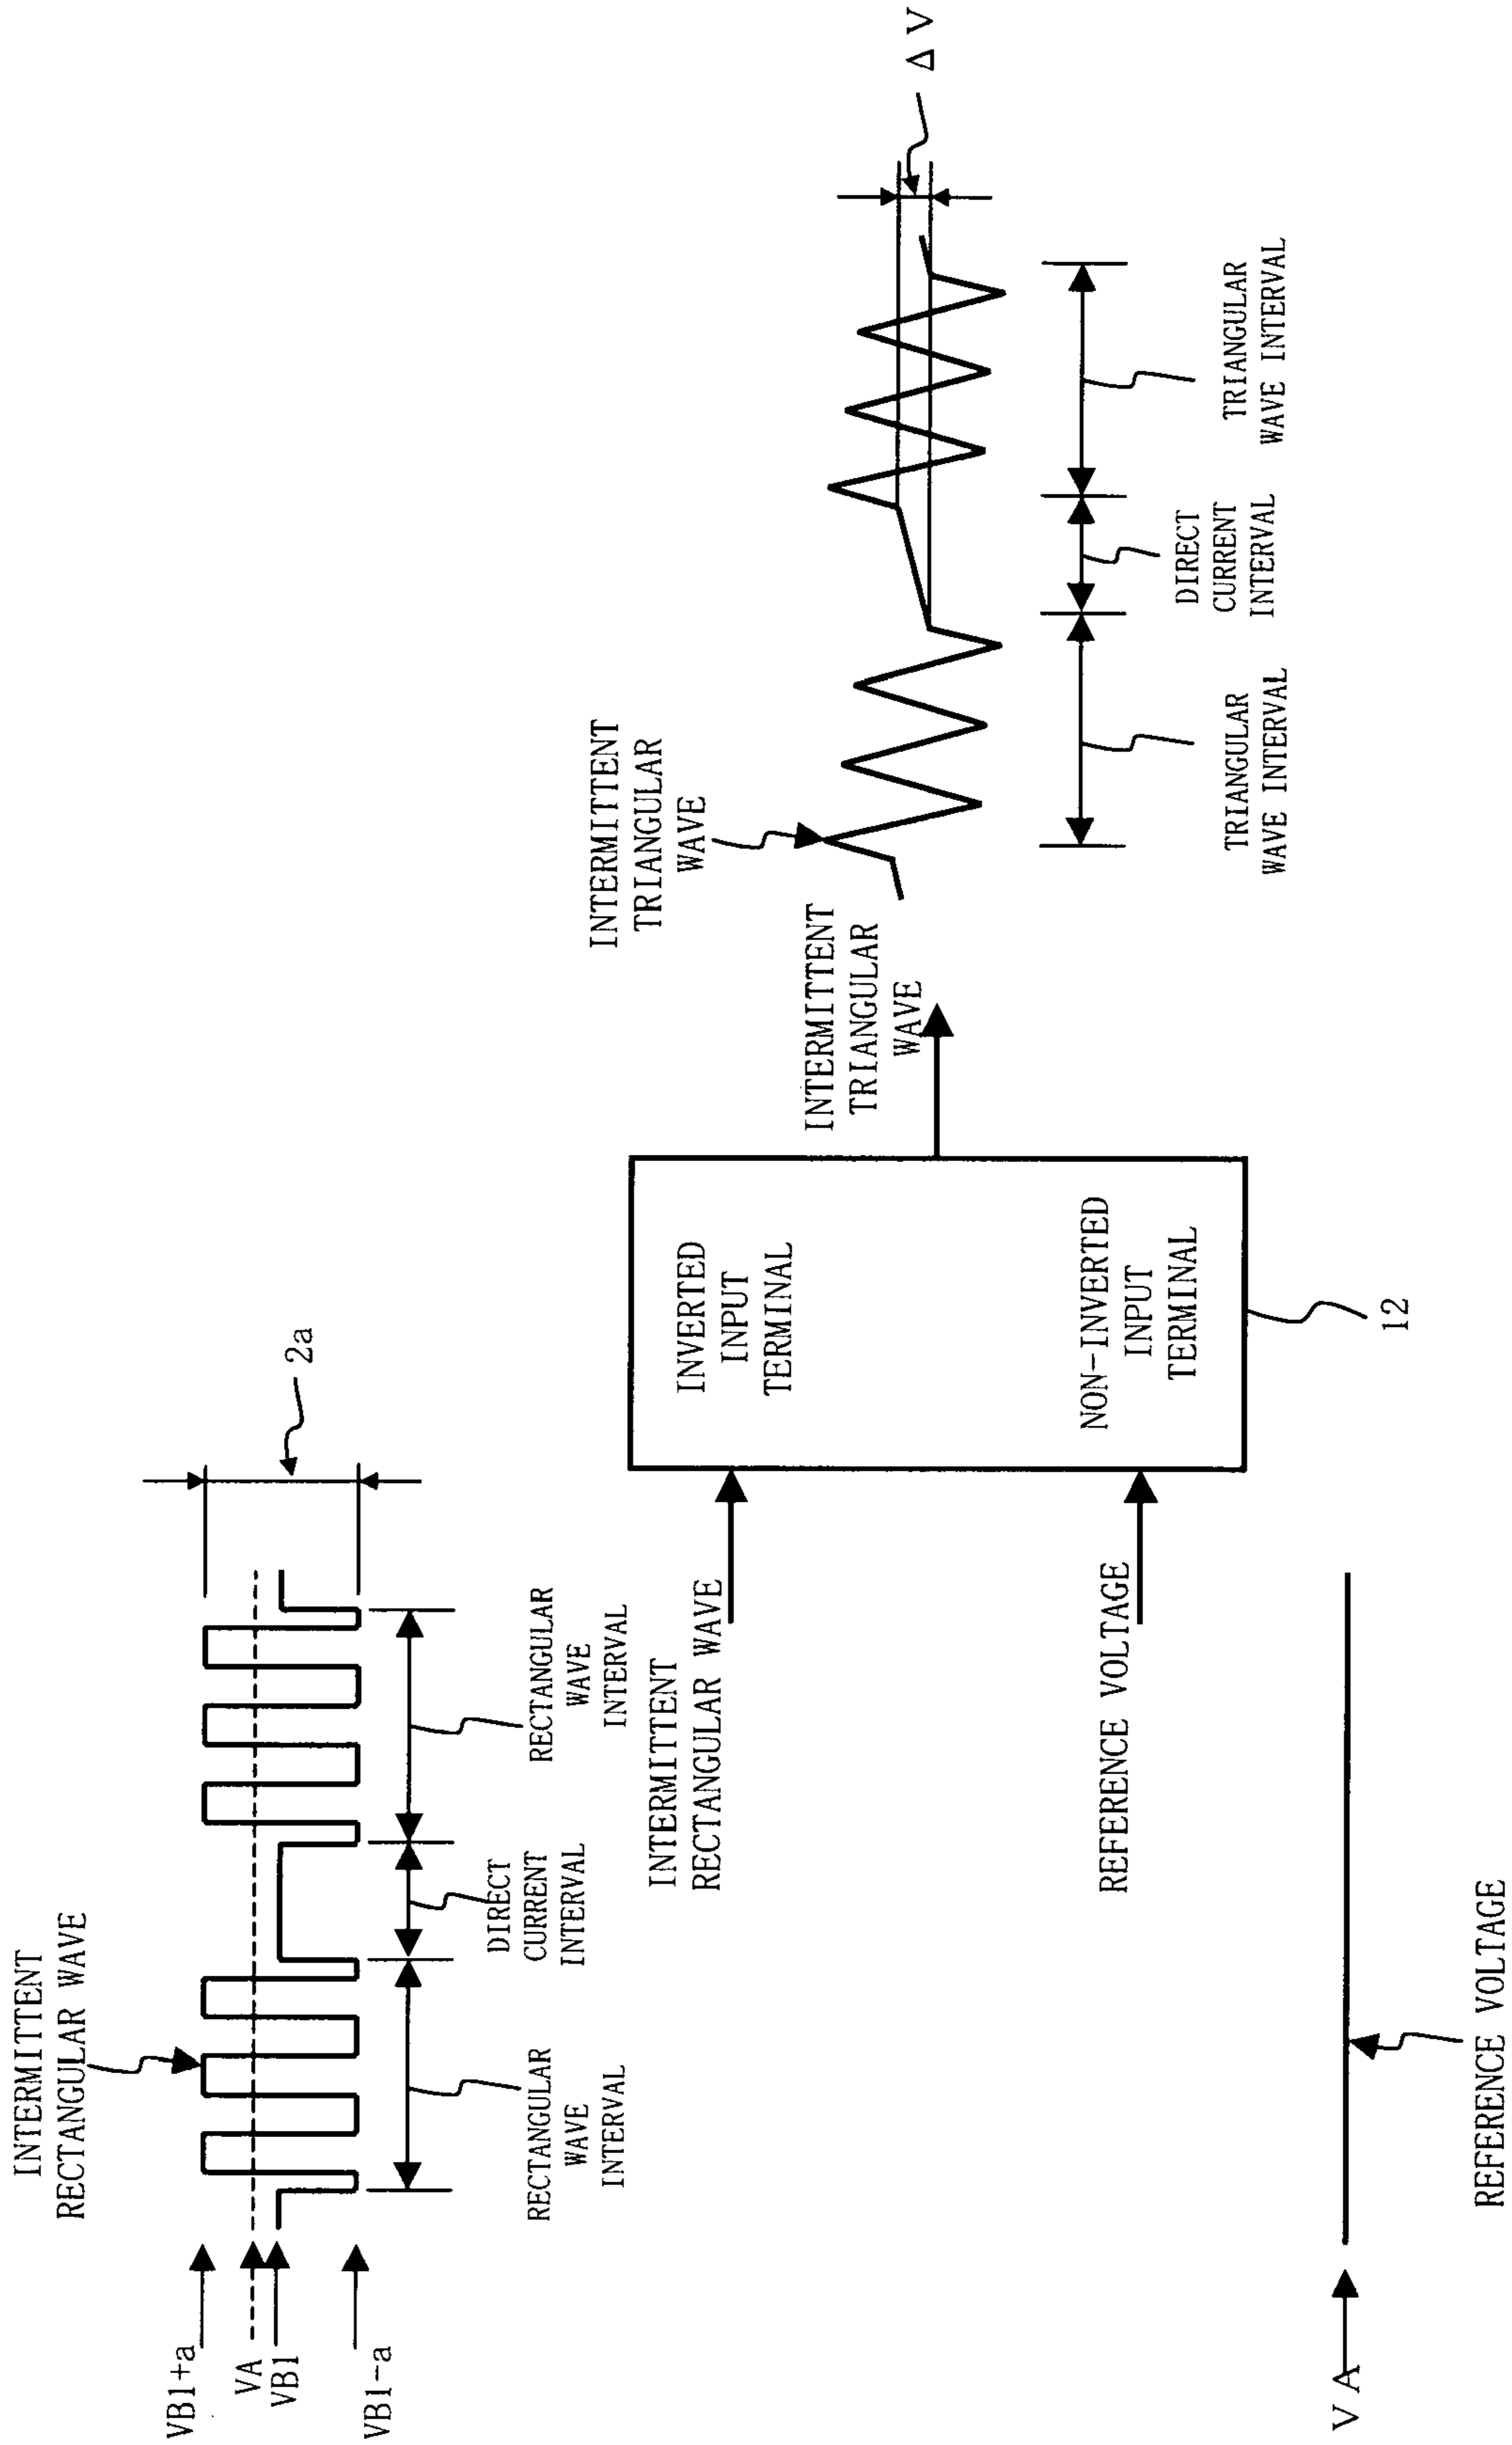 INTERMITTENT
RECTANGULAR WAVE
VB1+a
VA
VB1
VB1-a
2a
RECTANGULAR
WAVE
INTERVAL
DIRECT
CURRENT
INTERVAL
RECTANGULAR
WAVE
INTERVAL
INTERMITTENT
RECTANGULAR WAVE
REFERENCE VOLTAGE
INVERTED
INPUT
TERMINAL
NON-INVERTED
INPUT
TERMINAL
12
INTERMITTENT
TRIANGULAR
WAVE
INTERMITTENT
TRIANGULAR
WAVE
ΔV
TRIANGULAR
WAVE INTERVAL
DIRECT
CURRENT
INTERVAL
TRIANGULAR
WAVE INTERVAL
VA
REFERENCE VOLTAGE